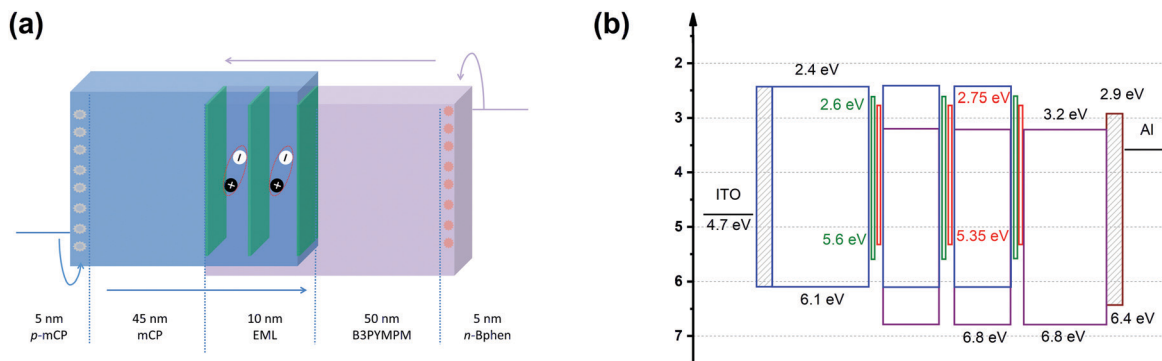 (a)
−
−
+
+
5 nm
p-mCP
45 nm
mCP
10 nm
EML
50 nm
B3PYMPM
5 nm
n-Bphen
(b)
2
3
4
5
6
7
2.4 eV
2.6 eV
2.75 eV
2.9 eV
3.2 eV
Al
ITO
4.7 eV
5.6 eV
5.35 eV
6.1 eV
6.4 eV
6.8 eV
6.8 eV